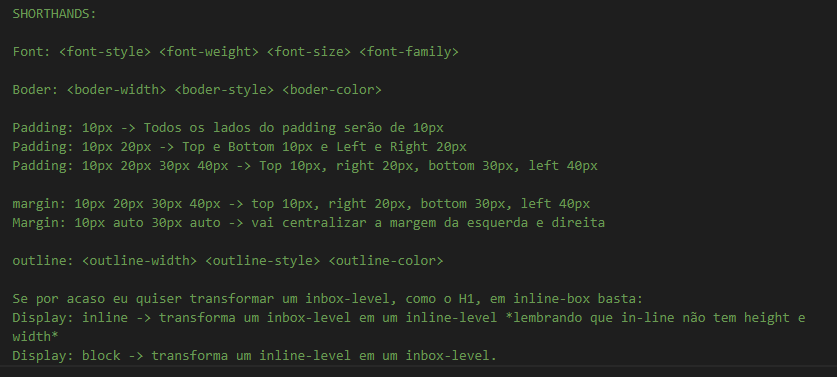 SHORTHANDS:
Font: <font-style> <font-weight> <font-size> <font-family>
Boder: <boder-width> <boder-style> <boder-color>
Padding: 10px -> Todos os lados do padding serão de 10px
Padding: 10px 20px -> Top e Bottom 10px e Left e Right 20px
Padding: 10px 20px 30px 40px -> Top 10px, right 20px, bottom 30px, left 40px
margin: 10px 20px 30px 40px -> top 10px, right 20px, bottom 30px, left 40px
Margin: 10px auto 30px auto -> vai centralizar a margem da esquerda e direita
outline: <outline-width> <outline-style> <outline-color>
Se por acaso eu quiser transformar um inbox-level, como o H1, em inline-box basta:
Display: inline -> transforma um inbox-level em um inline-level *lembrando que in-line não tem height e
width*
Display: block -> transforma um inline-level em um inbox-level.